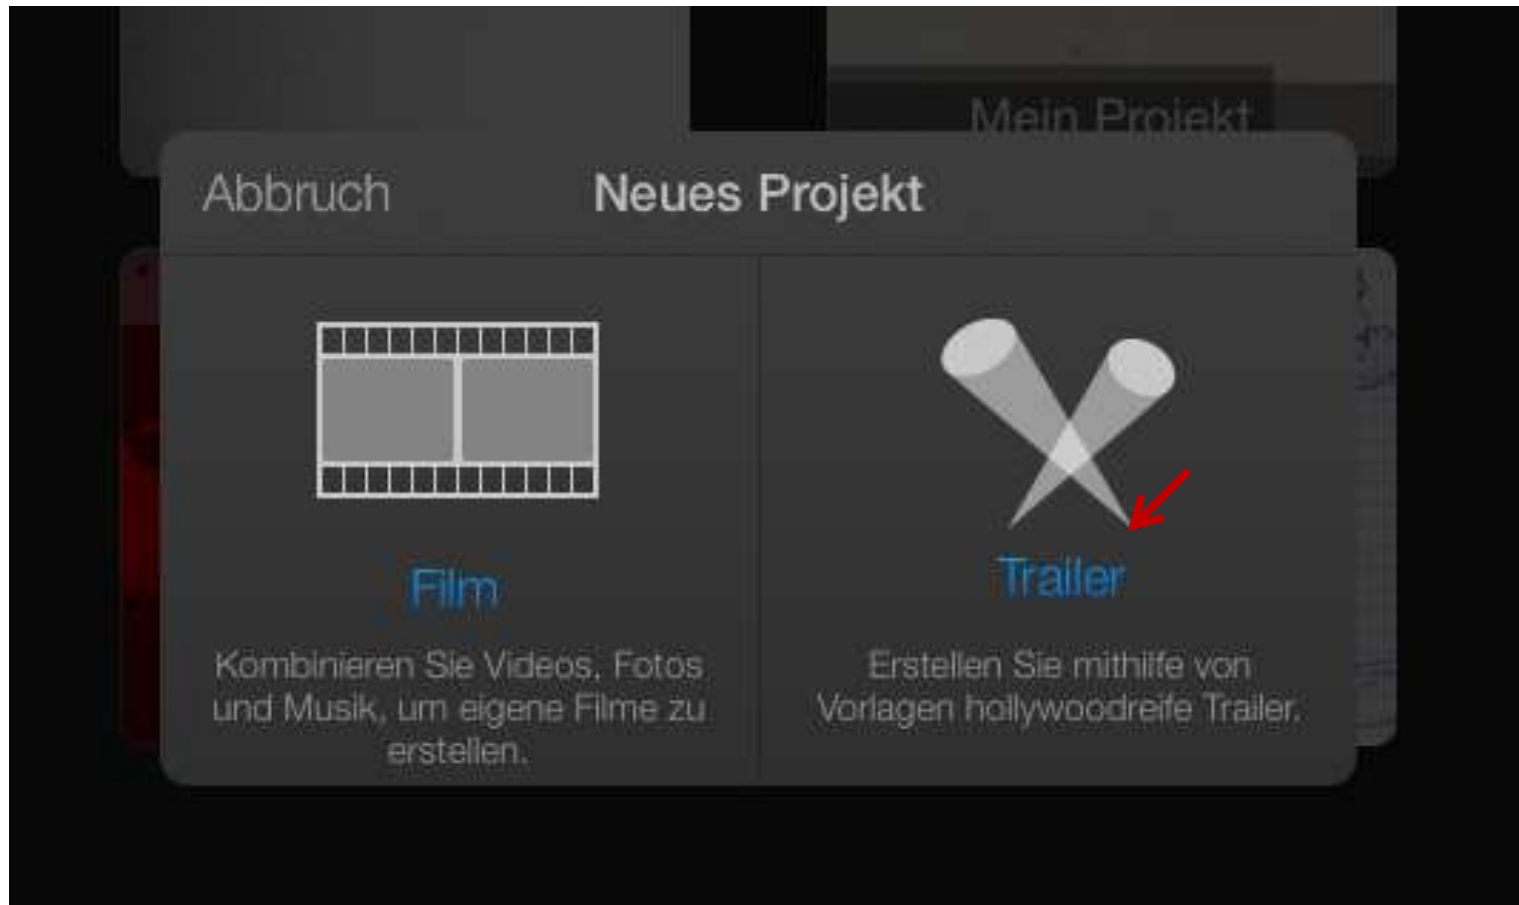 Mein Projekt
Abbruch
Neues Projekt
Film
Trailer
Kombinieren Sie Videos, Fotos
und Musik, um eigene Filme zu
erstellen.
Erstellen Sie mithilfe von
Vorlagen hollywoodreife Trailer.